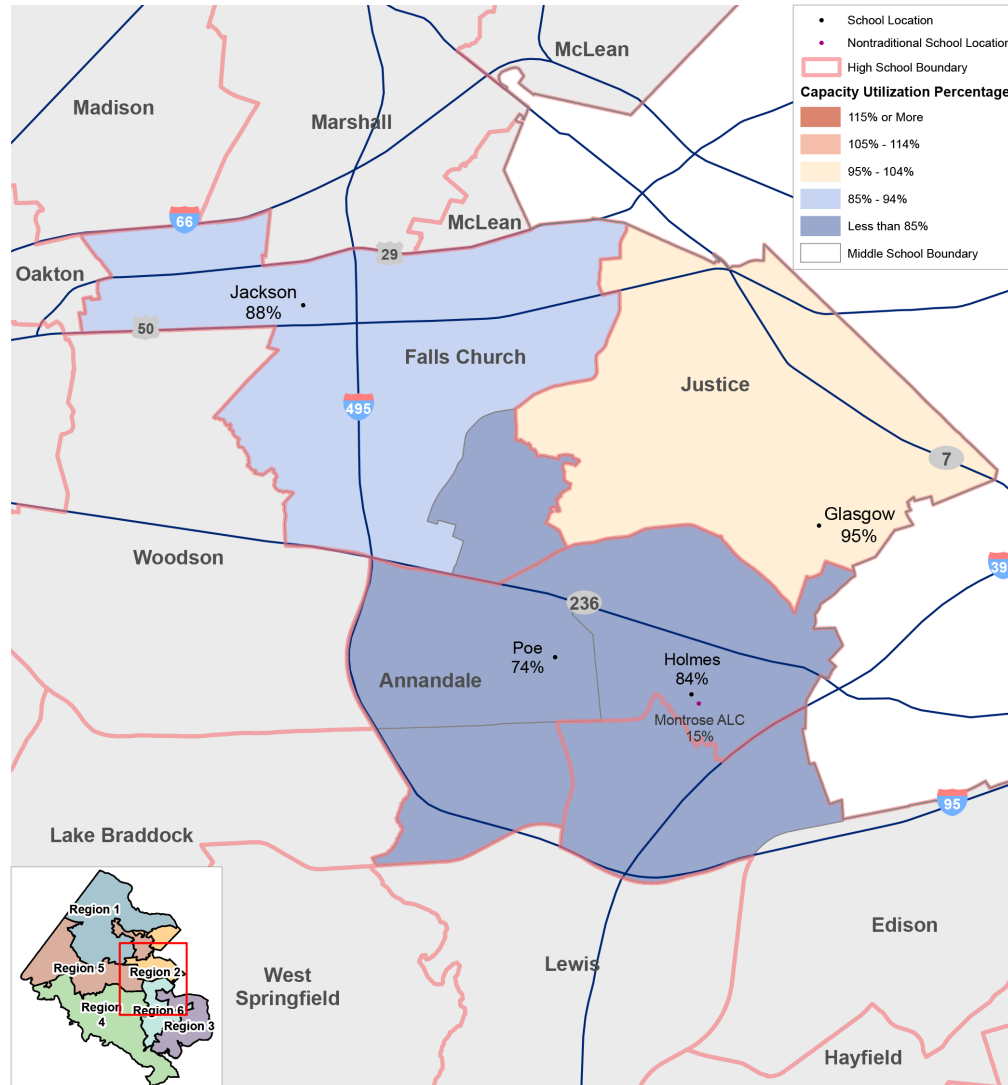 McLean
Madison
Marshall
McLean
66
29
Oakton
Jackson
88%
50
Falls Church
Justice
495
7
Glasgow
95%
Woodson
39
236
Poe
74%
Holmes
84%
Annandale
Montrose ALC
15%
95
Lake Braddock
Edison
West
Springfield
Lewis
Hayfield
School Location
Nontraditional School Location
High School Boundary
Capacity Utilization Percentage
115% or More
105% - 114%
95% - 104%
85% - 94%
Less than 85%
Middle School Boundary
Region 1
Region 5
Region 2
Region
4
Region 6
Region 3